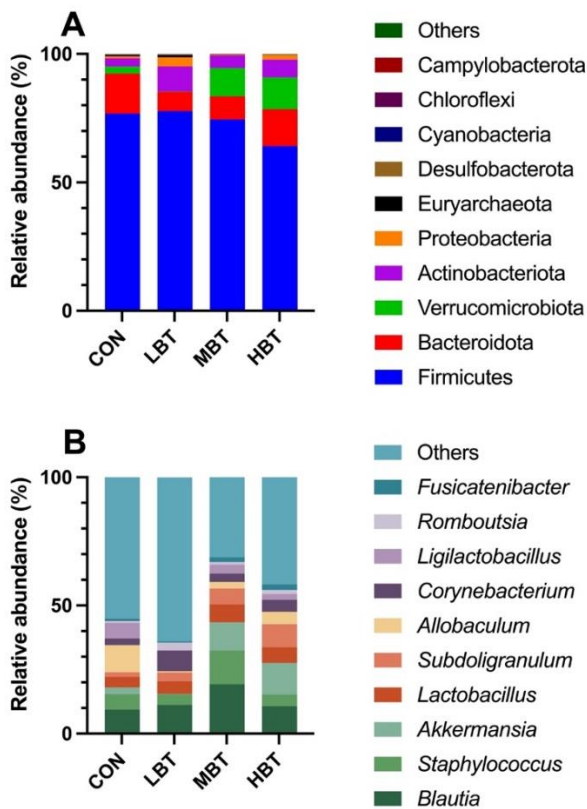 A
Relative abundance (%)
100
50
0
CON
LBT
MBT
HBT
Others
Campylobacterota
Chloroflexi
Cyanobacteria
Desulfobacterota
Euryarchaeota
Proteobacteria
Actinobacteriota
Verrucomicrobiota
Bacteroidota
Firmicutes
B
Relative abundance (%)
100
50
0
CON
LBT
MBT
HBT
Others
Fusicatenibacter
Romboutsia
Ligilactobacillus
Corynebacterium
Allobaculum
Subdoligranulum
Lactobacillus
Akkermansia
Staphylococcus
Blautia